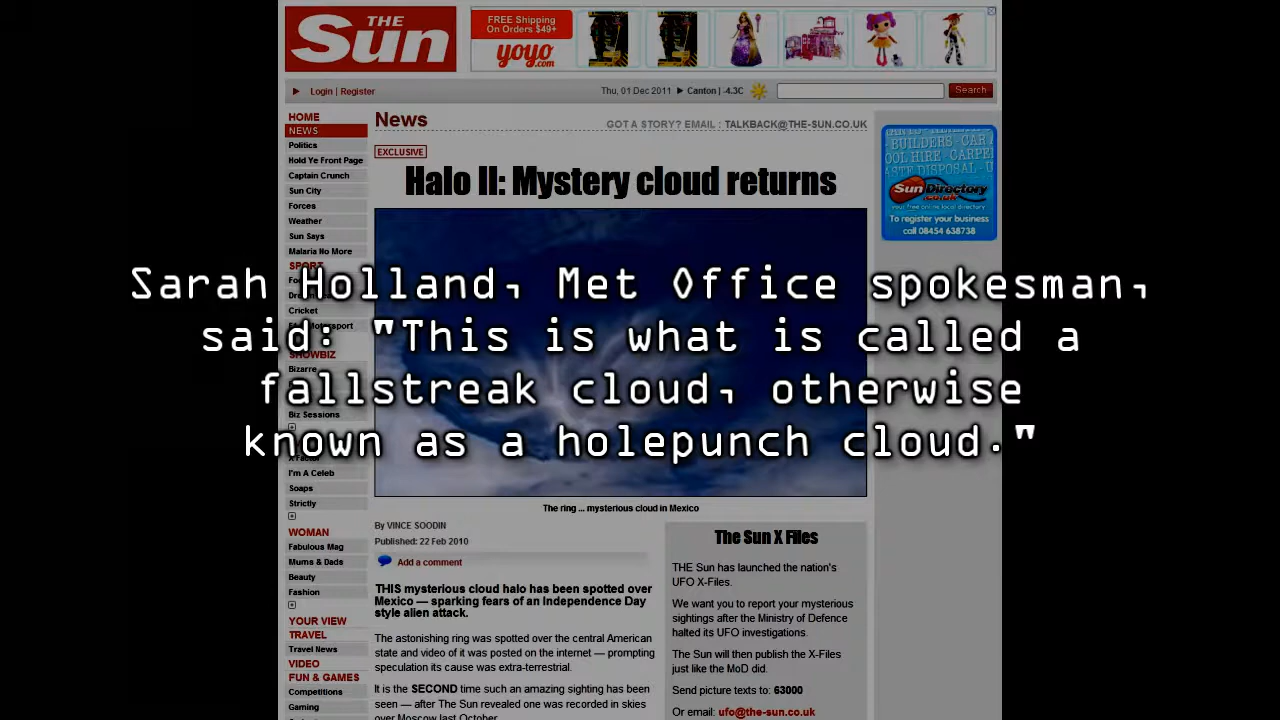 THE
Sun
FREE Shipping
On Orders $49+
yoyo.com
Login | Register
Thu, 01 Dec 2011 ▶ Canton | -4.3C
Search
HOME
NEWS
Politics
Hold Ye Front Page
Captain Crunch
Sun City
Forces
Weather
Sun Says
Malaria No More
SPORT
Cricket
SHOWBIZ
Bizarre
Biz Sessions
X-Factor
I'm A Celeb
Soaps
Strictly
WOMAN
Fabulous Mag
Mums & Dads
Beauty
Fashion
YOUR VIEW
TRAVEL
Travel News
VIDEO
FUN & GAMES
Competitions
Gaming
News
GOT A STORY? EMAIL : TALKBACK@THE-SUN.CO.UK
EXCLUSIVE
Halo II: Mystery cloud returns
Sarah Holland, Met Office spokesman,
said: "This is what is called a
fallstreak cloud, otherwise
known as a holepunch cloud."
The ring ... mysterious cloud in Mexico
By VINCE SOODIN
Published: 22 Feb 2010
Add a comment
THIS mysterious cloud halo has been spotted over
Mexico — sparking fears of an Independence Day
style alien attack.
The astonishing ring was spotted over the central American
state and video of it was posted on the internet — prompting
speculation its cause was extra-terrestrial.
It is the SECOND time such an amazing sighting has been
seen — after The Sun revealed one was recorded in skies
over Moscow last October.
The Sun X Files
THE Sun has launched the nation's
UFO X-Files.
We want you to report your mysterious
sightings after the Ministry of Defence
halted its UFO investigations.
The Sun will then publish the X-Files
just like the MoD did.
Send picture texts to: 63000
Or email: ufo@the-sun.co.uk
BUILDERS
Sun Directory
.co.uk
your free online local directory
To register your business
call 08454 638738